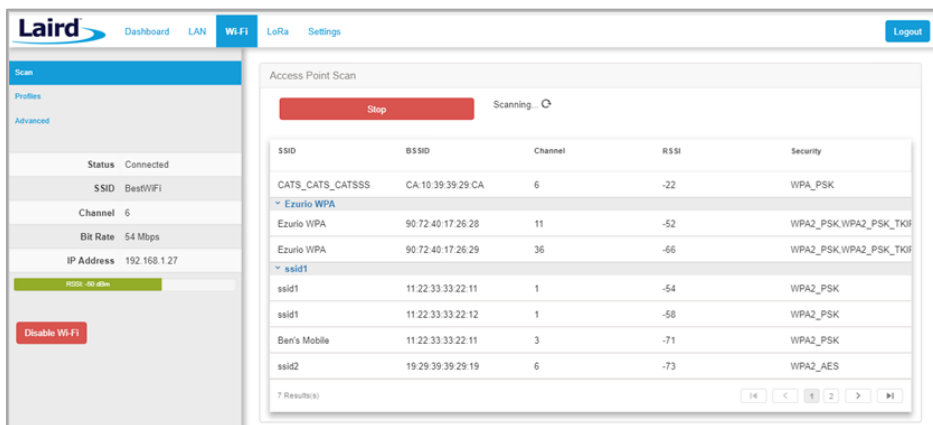 Laird
Dashboard LAN Wi-Fi LoRa Settings Logout
Scan
Profiles
Advanced
Status Connected
SSID BestWiFi
Channel 6
Bit Rate 54 Mbps
IP Address 192.168.1.27
RSSI: -60 dBm
Disable Wi-Fi
Access Point Scan
Stop Scanning...
SSID BSSID Channel RSSI Security
CATS_CATS_CATSSS CA:10:39:39:29:CA 6 -22 WPA_PSK
Ezurio WPA
Ezurio WPA 90:72:40:17:26:28 11 -52 WPA2_PSK,WPA2_PSK_TKIP
Ezurio WPA 90:72:40:17:26:29 36 -66 WPA2_PSK,WPA2_PSK_TKIP
ssid1
ssid1 11:22:33:33:22:11 1 -54 WPA2_PSK
ssid1 11:22:33:33:22:12 1 -58 WPA2_PSK
Ben's Mobile 11:22:33:33:22:11 3 -71 WPA2_PSK
ssid2 19:29:39:39:29:19 6 -73 WPA2_AES
7 Results(s) 1 2